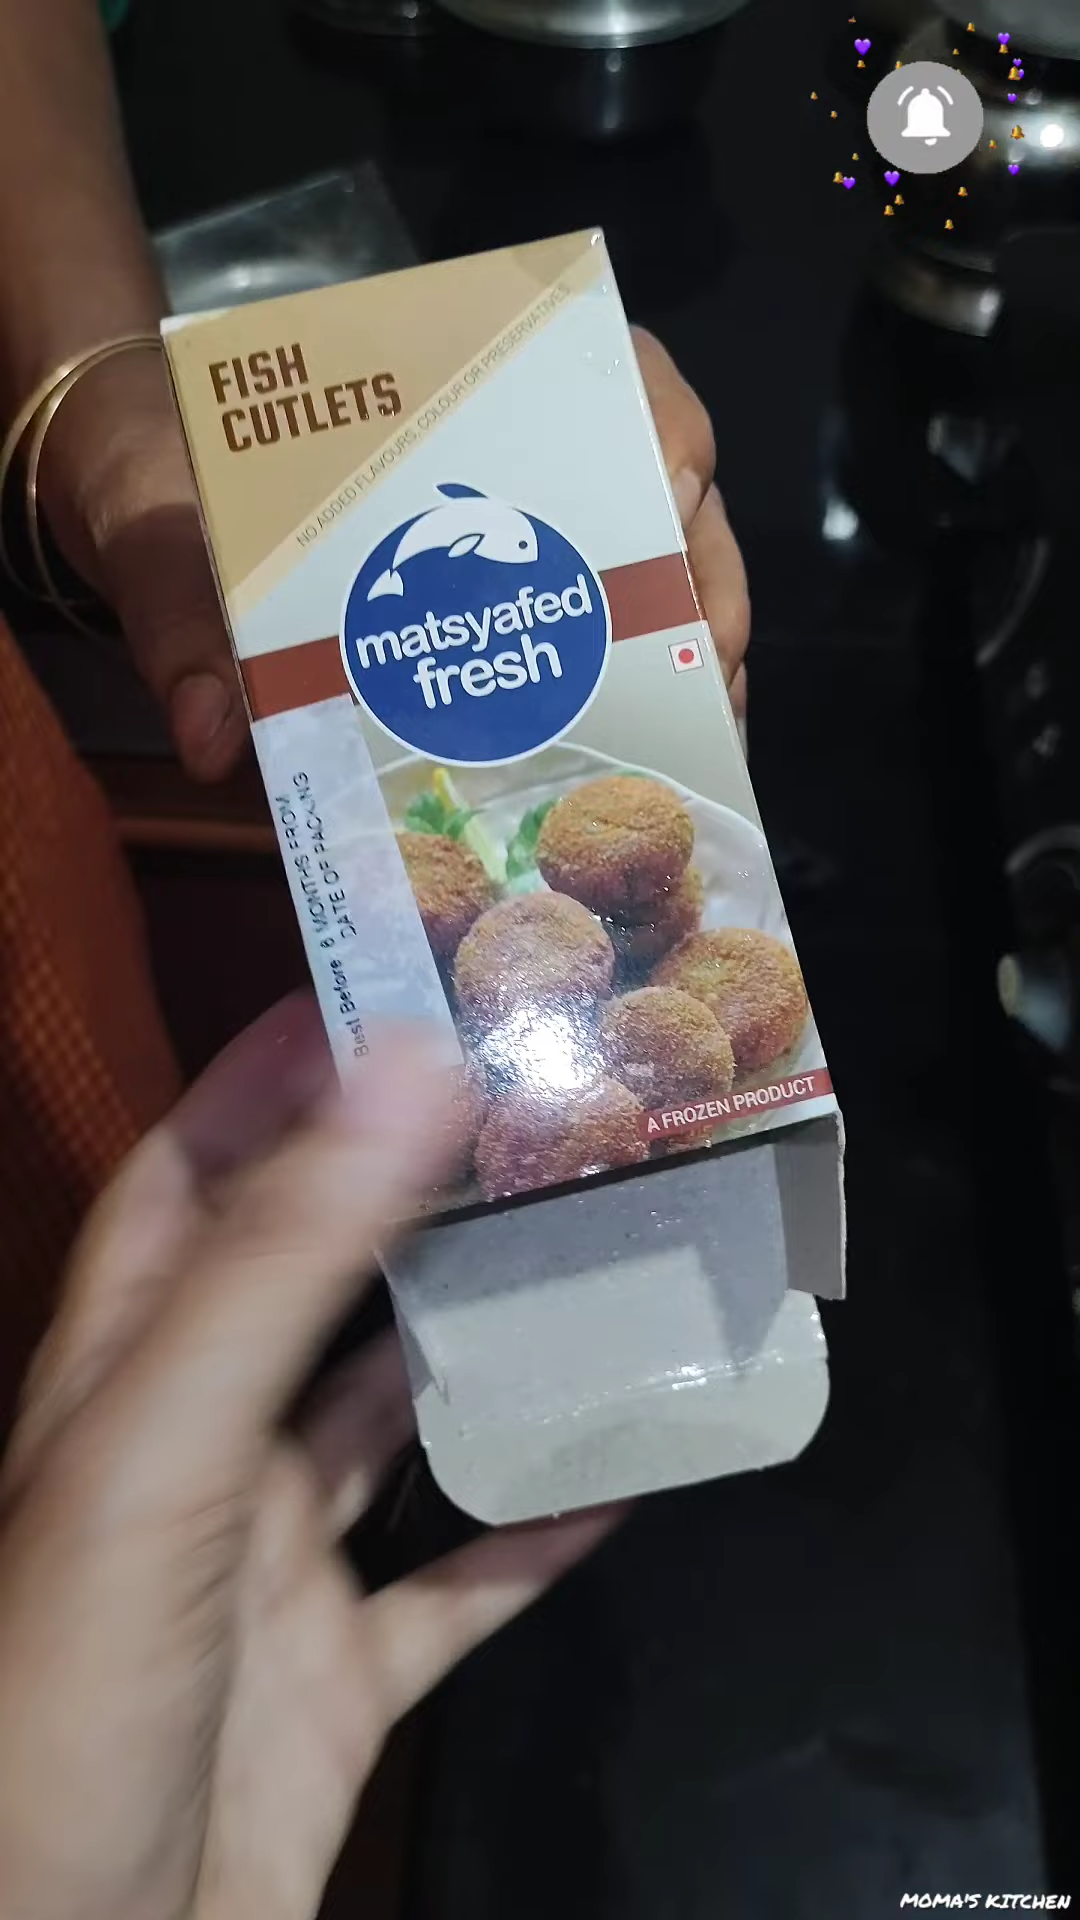 FISH
CUTLETS
NO ADDED FLAVOURS, COLOUR OR PRESERVATIVES
matsyafed
fresh
Best Before 6 MONTHS FROM
DATE OF PACKING
A FROZEN PRODUCT
MOMA'S KITCHEN